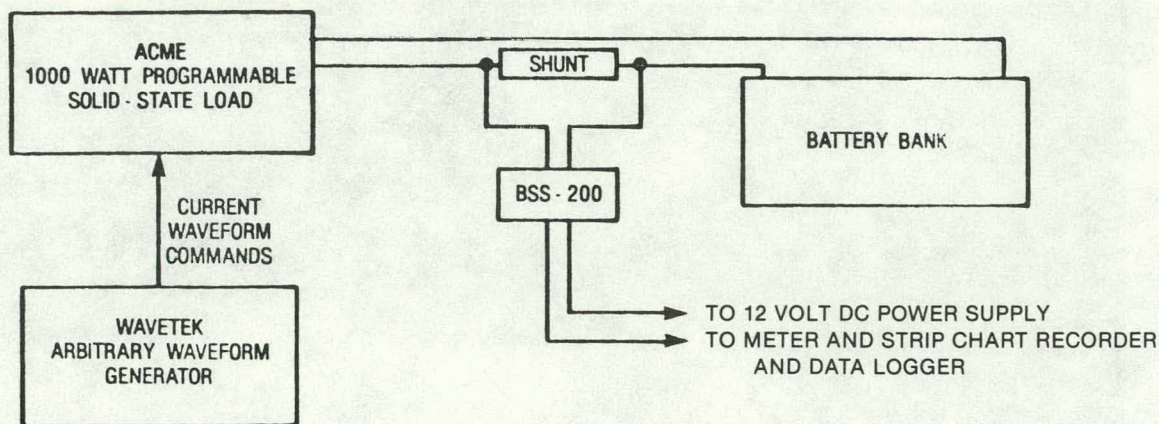 ACME
1000 WATT PROGRAMMABLE
SOLID - STATE LOAD
SHUNT
BATTERY BANK
BSS - 200
CURRENT
WAVEFORM
COMMANDS
WAVETEK
ARBITRARY WAVEFORM
GENERATOR
TO 12 VOLT DC POWER SUPPLY
TO METER AND STRIP CHART RECORDER
AND DATA LOGGER